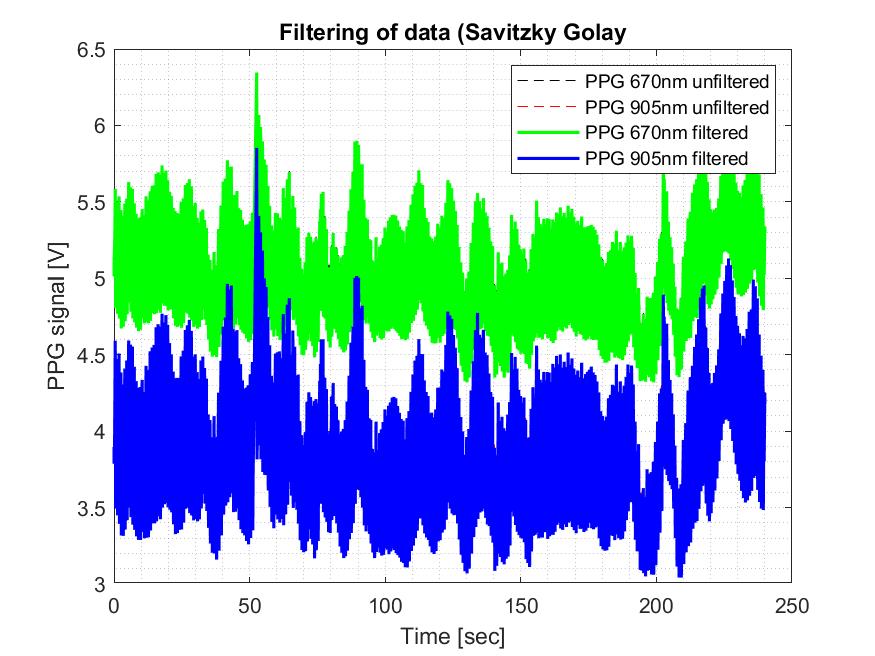 Filtering of data (Savitzky Golay
PPG 670nm unfiltered
PPG 905nm unfiltered
PPG 670nm filtered
PPG 905nm filtered
6.5
6
5.5
5
4.5
4
3.5
3
PPG signal [V]
0 50 100 150 200 250
Time [sec]